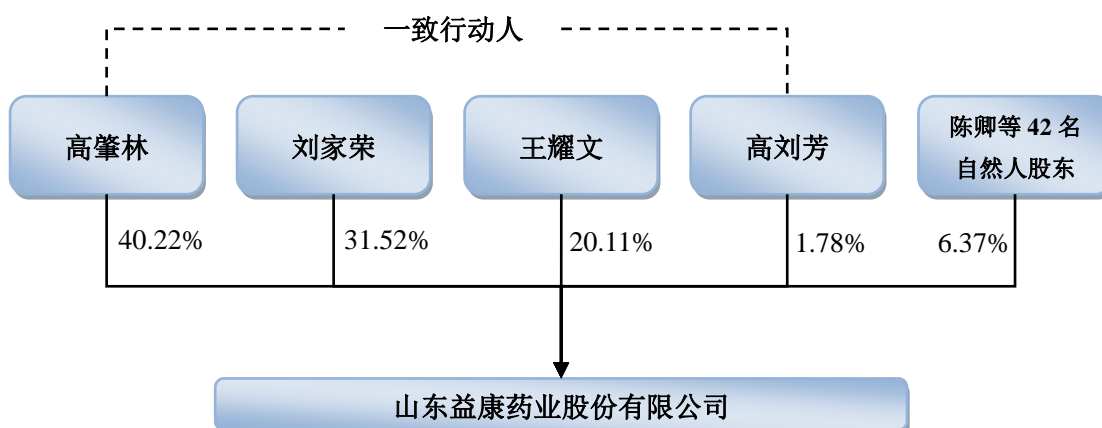 一致行动人
高肇林
刘家荣
王耀文
高刘芳
陈卿等 42 名
自然人股东
40.22%
31.52%
20.11%
1.78%
6.37%
山东益康药业股份有限公司